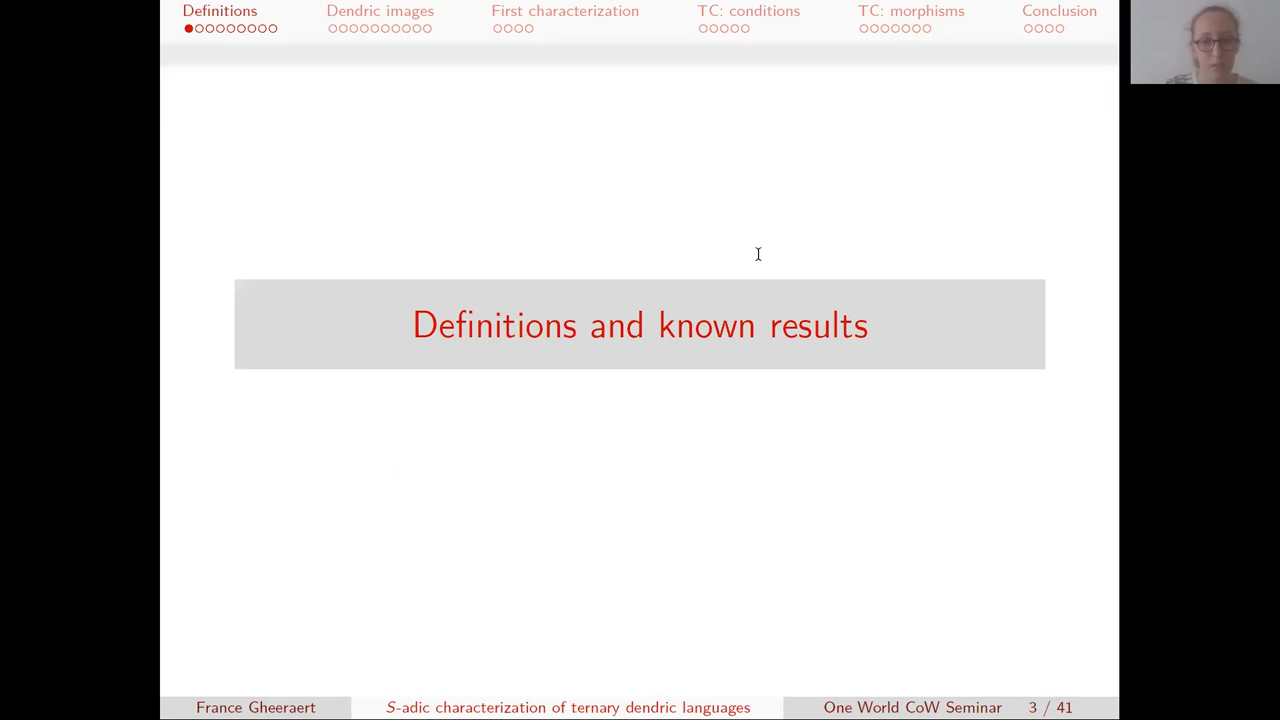 Definitions Dendric images First characterization TC: conditions TC: morphisms Conclusion
Definitions and known results
France Gheeraert S-adic characterization of ternary dendric languages One World CoW Seminar 3 / 41